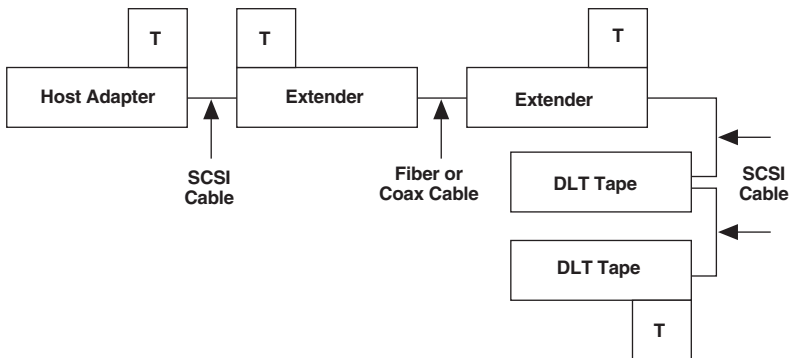 T
T
T
Host Adapter
Extender
Extender
SCSI
Cable
Fiber or
Coax Cable
DLT Tape
SCSI
Cable
DLT Tape
T